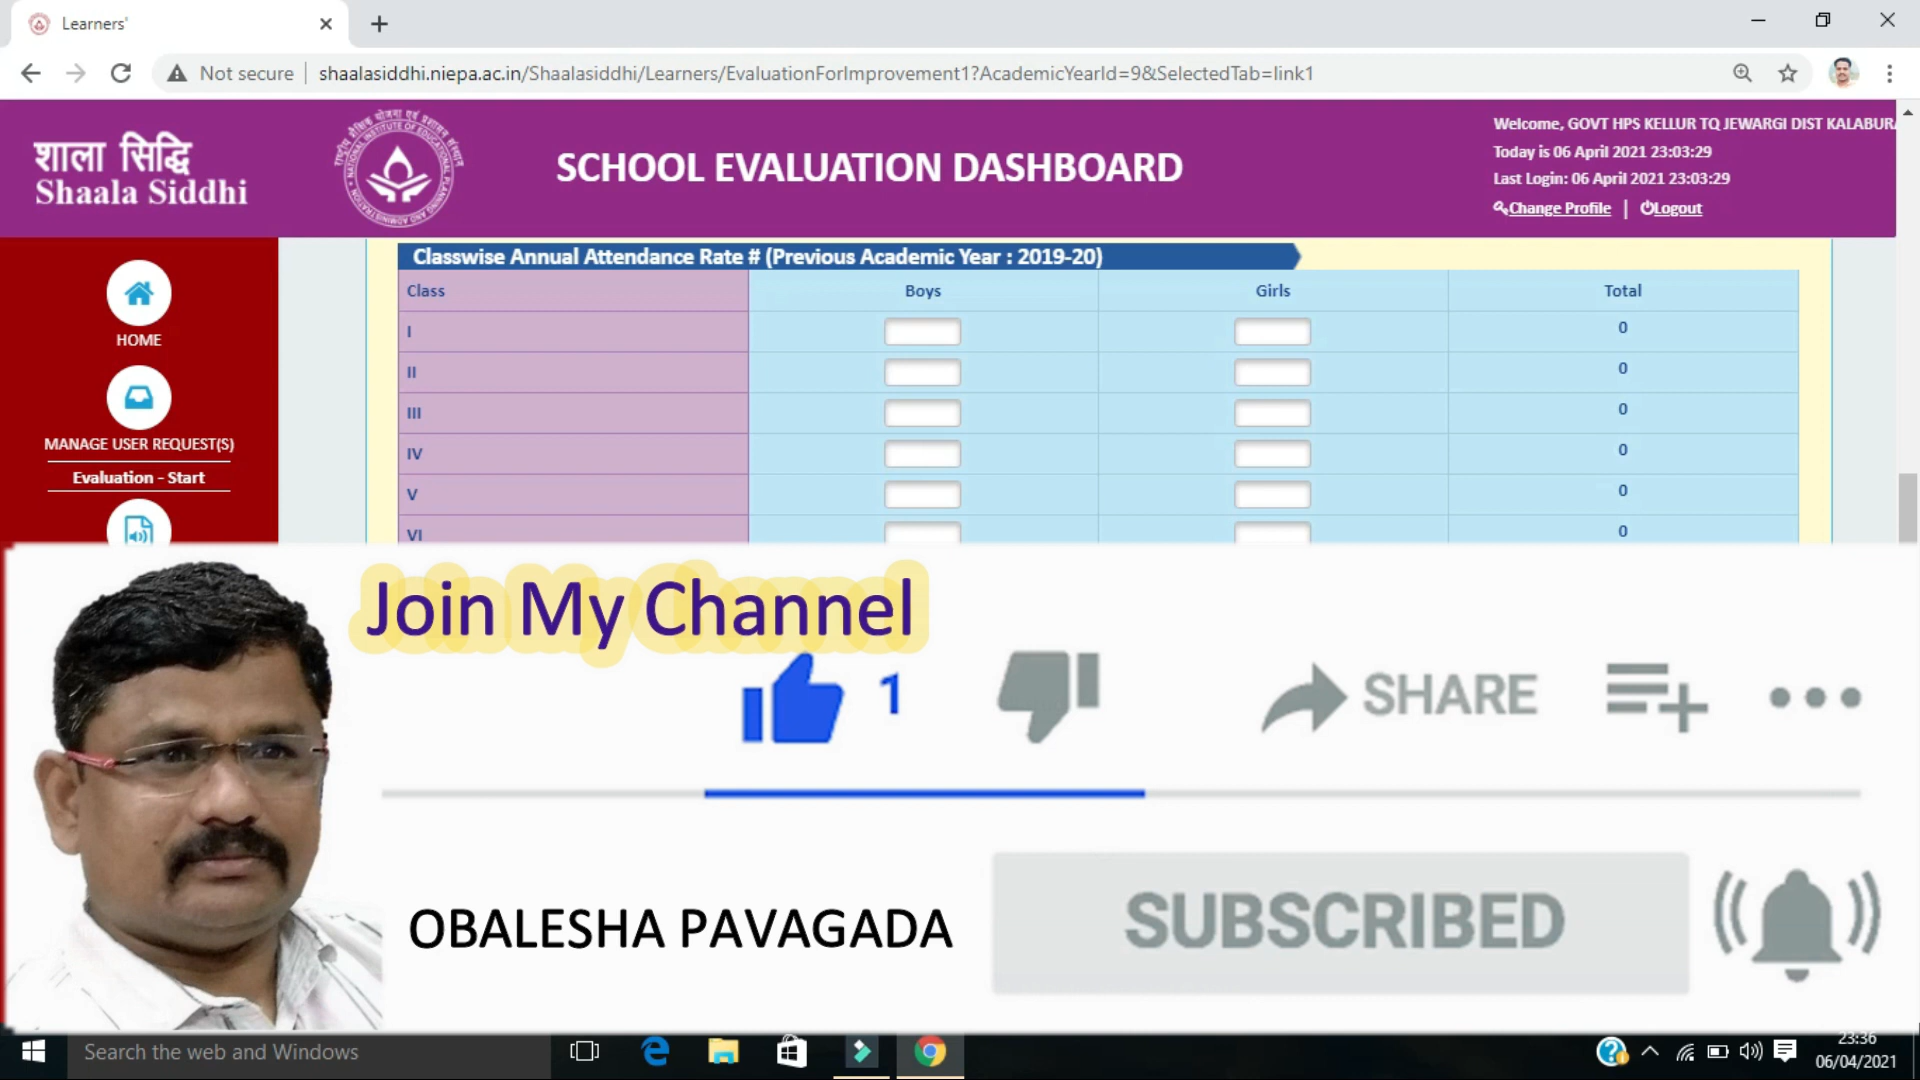 Learners'
Not secure
shaalasiddhi.niepa.ac.in/Shaalasiddhi/Learners/EvaluationForImprovement1?AcademicYearId=9&SelectedTab=link1
शाला सिद्धि
Shaala Siddhi
SCHOOL EVALUATION DASHBOARD
Welcome, GOVT HPS KELLUR TQ JEWARGI DIST KALABUR
Today is 06 April 2021 23:03:29
Last Login: 06 April 2021 23:03:29
Change Profile | Logout
HOME
MANAGE USER REQUEST(S)
Evaluation - Start
Classwise Annual Attendance Rate # (Previous Academic Year : 2019-20)
Class Boys Girls Total
I 0
II 0
III 0
IV 0
V 0
VI 0
Join My Channel
1
SHARE
OBALESHA PAVAGADA
SUBSCRIBED
Search the web and Windows
23:36
06/04/2021